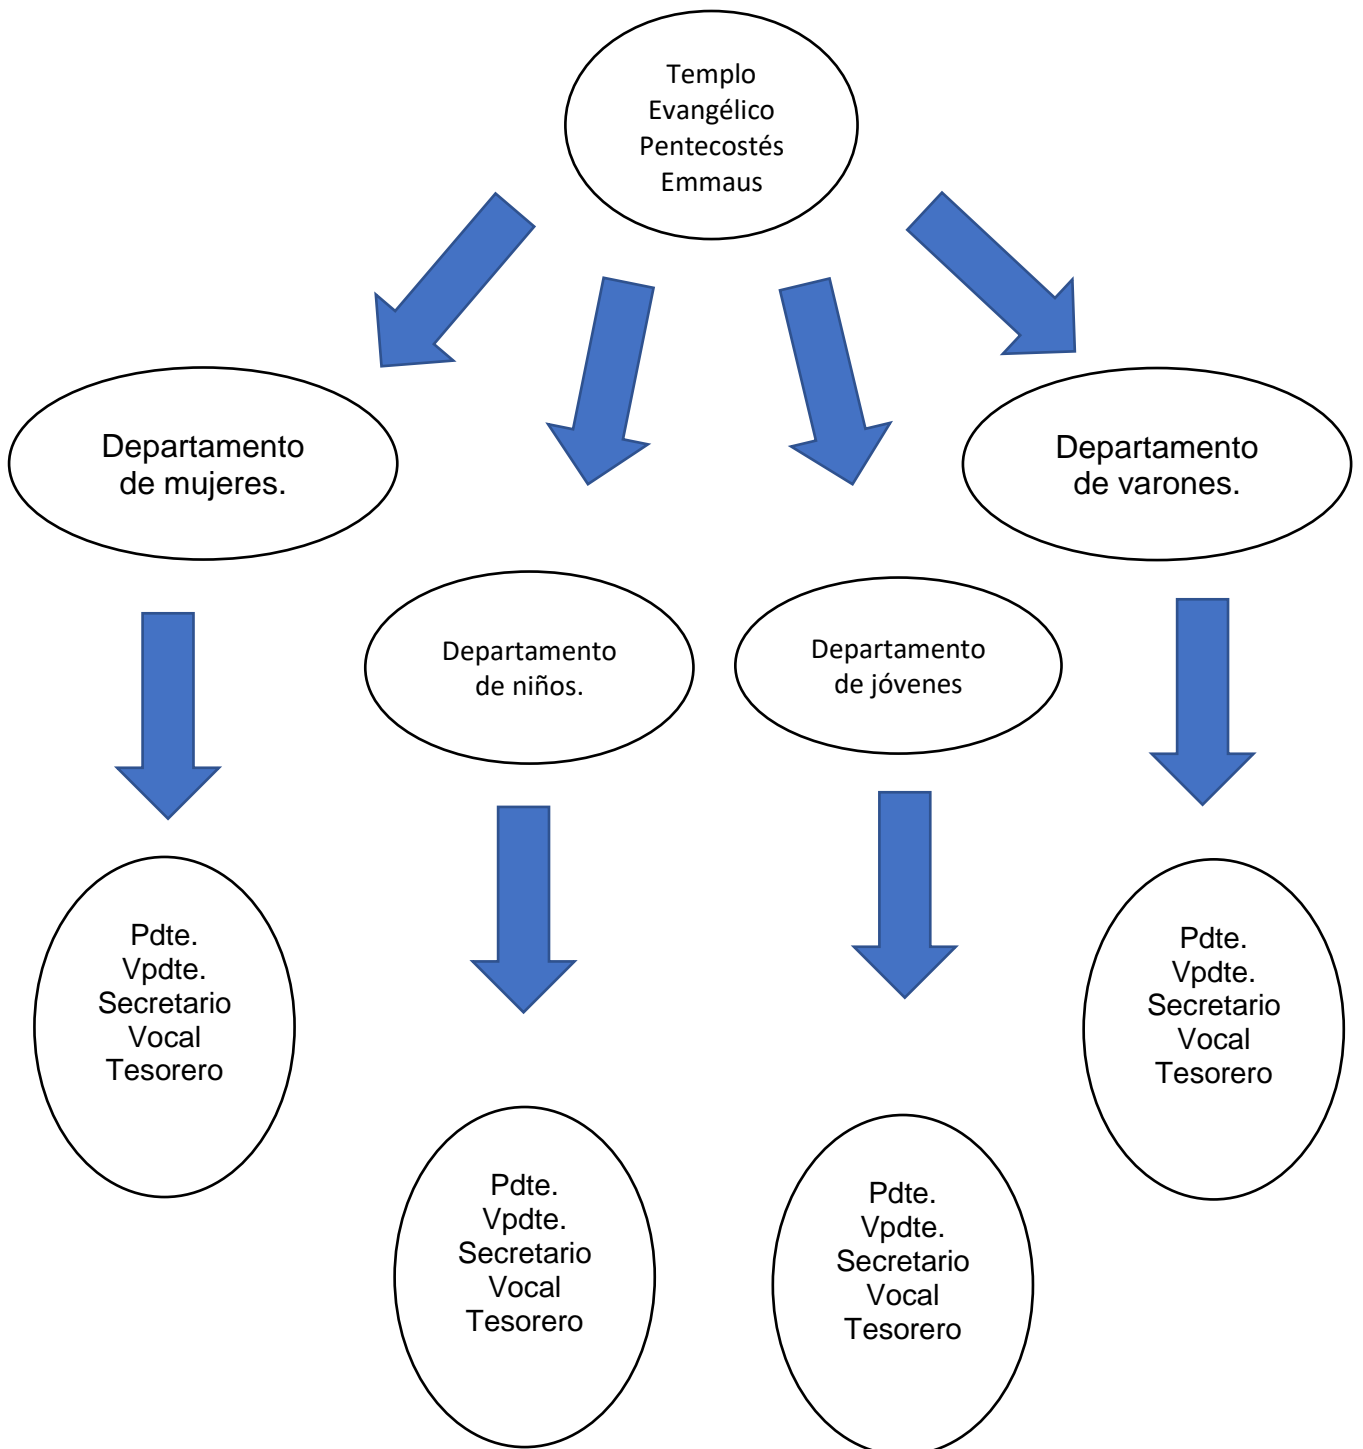 Templo
Evangélico
Pentecostés
Emmaus
Departamento
de mujeres.
Departamento
de varones.
Departamento
de niños.
Departamento
de jóvenes
Pdte.
Vpdte.
Secretario
Vocal
Tesorero
Pdte.
Vpdte.
Secretario
Vocal
Tesorero
Pdte.
Vpdte.
Secretario
Vocal
Tesorero
Pdte.
Vpdte.
Secretario
Vocal
Tesorero